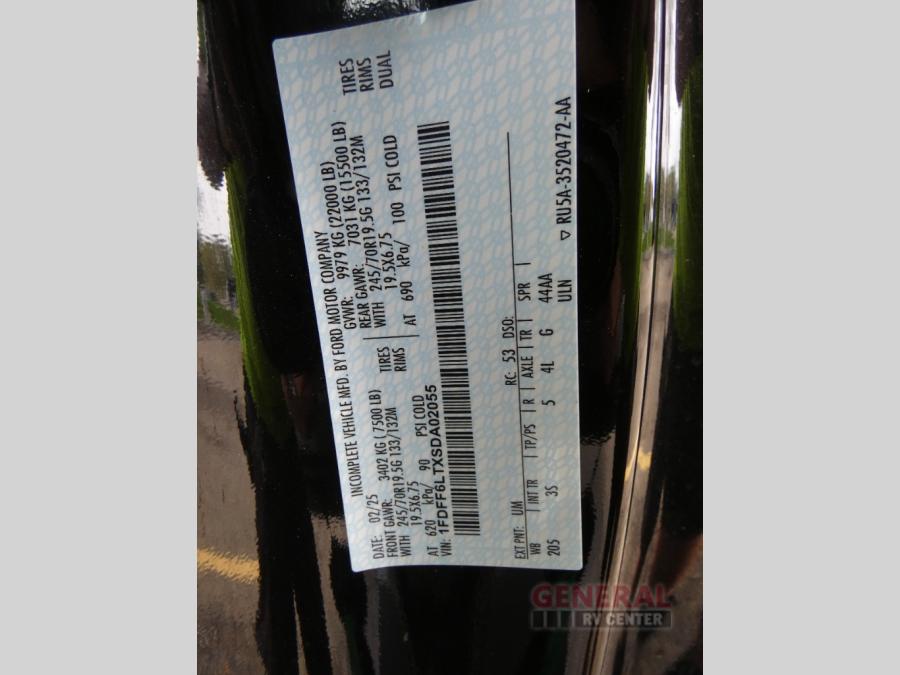 INCOMPLETE VEHICLE MFD. BY FORD MOTOR COMPANY
DATE: 02/25 GVWR: 9979 KG (22000 LB)
FRONT GAWR: 3402 KG (7500 LB) REAR GAWR: 7031 KG (15500 LB)
WITH 245/70R19.5G 133/132M TIRES WITH 245/70R19.5G 133/132M TIRES
19.5X6.75 RIMS 19.5X6.75 RIMS
AT 620 kPa/ 90 PSI COLD AT 690 kPa/ 100 PSI COLD DUAL
VIN: 1FDFF6LTXSDA02055
EXT PNT: UM RC: 53 DSO:
WB INT TR TP/PS R AXLE TR SPR
205 3S 5 4L G 44AA
ULN
▽ RU5A-3520472-AA
GENERAL
RV CENTER